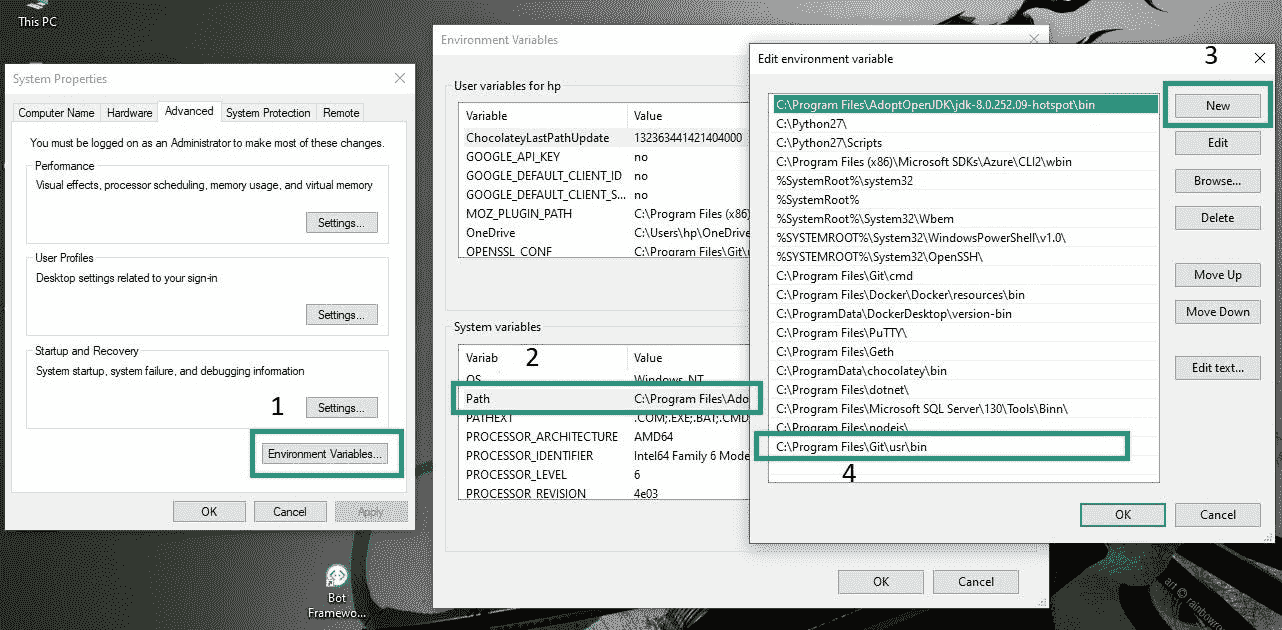 This PC
System Properties
Computer Name Hardware Advanced System Protection Remote
You must be logged on as an Administrator to make most of these changes.
Performance
Visual effects, processor scheduling, memory usage, and virtual memory
Settings...
User Profiles
Desktop settings related to your sign-in
Settings...
Startup and Recovery
System startup, system failure, and debugging information
1
Settings...
Environment Variables...
OK Cancel Apply
Bot
Framewo...
Environment Variables
User variables for hp
Variable Value
ChocolateyLastPathUpdate 132363441421404000
GOOGLE_API_KEY no
GOOGLE_DEFAULT_CLIENT_ID no
GOOGLE_DEFAULT_CLIENT_S... no
MOZ_PLUGIN_PATH C:\Program Files (x86)
OneDrive C:\Users\hp\OneDrive
OPENSSL_CONF C:\Program Files\Git\u
System variables
Variab 2 Value
OS Windows_NT
Path C:\Program Files\Ado
PATHEXT .COM;.EXE;.BAT;.CMD
PROCESSOR_ARCHITECTURE AMD64
PROCESSOR_IDENTIFIER Intel64 Family 6 Mode
PROCESSOR_LEVEL 6
PROCESSOR_REVISION 4e03
OK Cancel
Edit environment variable
3
C:\Program Files\AdoptOpenJDK\jdk-8.0.252.09-hotspot\bin
C:\Python27\
C:\Python27\Scripts
C:\Program Files (x86)\Microsoft SDKs\Azure\CLI2\wbin
%SystemRoot%\system32
%SystemRoot%
%SystemRoot%\System32\Wbem
%SYSTEMROOT%\System32\WindowsPowerShell\v1.0\
%SYSTEMROOT%\System32\OpenSSH\
C:\Program Files\Git\cmd
C:\Program Files\Docker\Docker\resources\bin
C:\ProgramData\DockerDesktop\version-bin
C:\Program Files\PuTTY\
C:\Program Files\Geth
C:\ProgramData\chocolatey\bin
C:\Program Files\dotnet\
C:\Program Files\Microsoft SQL Server\130\Tools\Binn\
C:\Program Files\nodejs\
C:\Program Files\Git\usr\bin
4
New
Edit
Browse...
Delete
Move Up
Move Down
Edit text...
OK Cancel
art © rainbowro